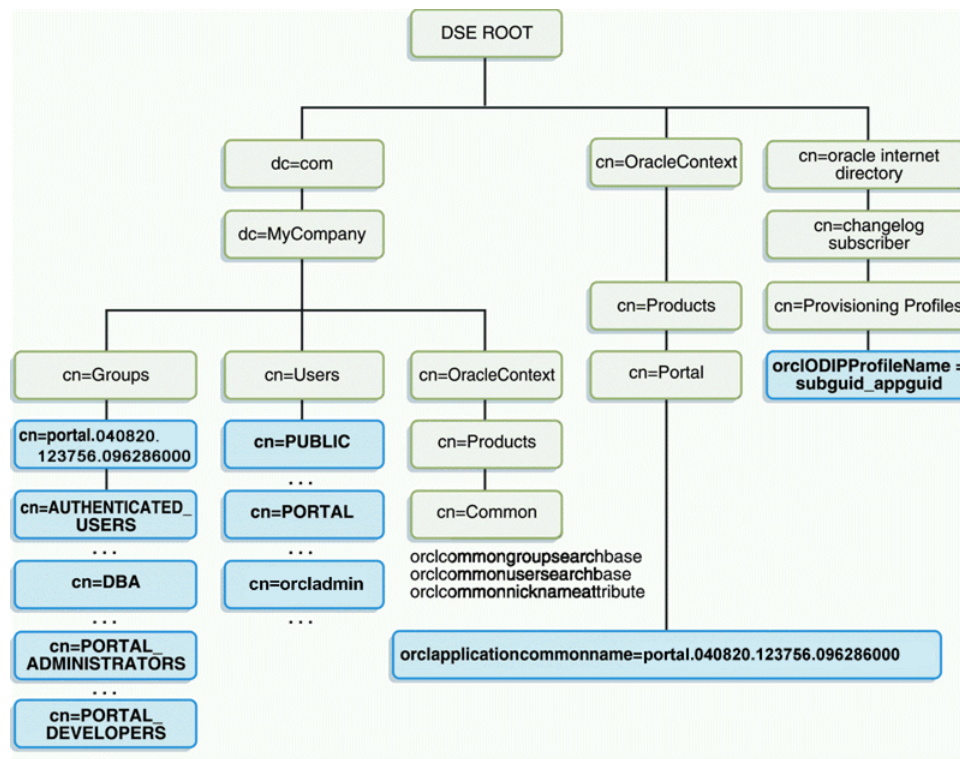 DSE ROOT
dc=com
cn=OracleContext
cn=oracle internet
directory
dc=MyCompany
cn=changelog
subscriber
cn=Products
cn=Provisioning Profiles
cn=Groups
cn=Users
cn=OracleContext
cn=Portal
orclODIPProfileName =
subguid_appguid
cn=portal.040820.
123756.096286000
cn=PUBLIC
cn=Products
...
cn=AUTHENTICATED_
USERS
cn=PORTAL
cn=Common
...
...
orclcommongroupsearchbase
orclcommonusersearchbase
orclcommonnicknameattribute
cn=DBA
cn=orcladmin
...
...
cn=PORTAL_
ADMINISTRATORS
orclapplicationcommonname=portal.040820.123756.096286000
...
cn=PORTAL_
DEVELOPERS